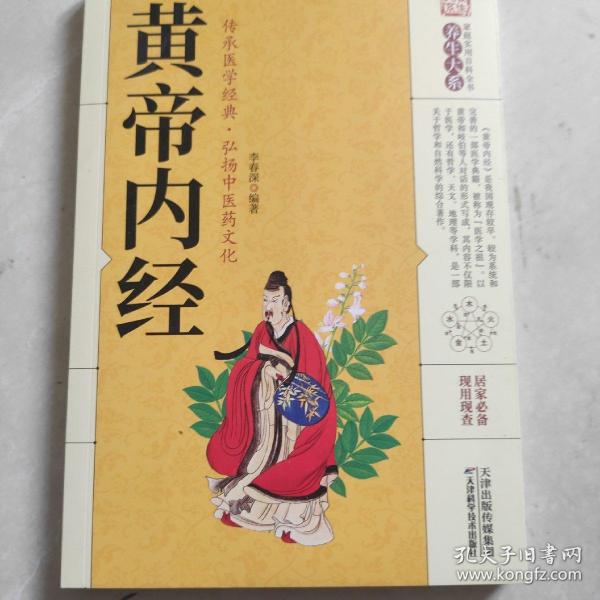 黄帝内经
传承医学经典·弘扬中医药文化
李春深◎编著
家庭实用百科全书
养生大系
《黄帝内经》是我国现存较早、较为系统和
完善的一部医学典籍，被称为“医学之祖”。以
黄帝和岐伯等人对话的形式写成，其内容不仅限
于医学，还有哲学、天文、地理等学科，是一部
关于哲学和自然科学的综合著作。
木
火
土
金
水
居家必备
现用现查
天津出版传媒集团
天津科学技术出版社
孔夫子旧书网
www.kongfz.com